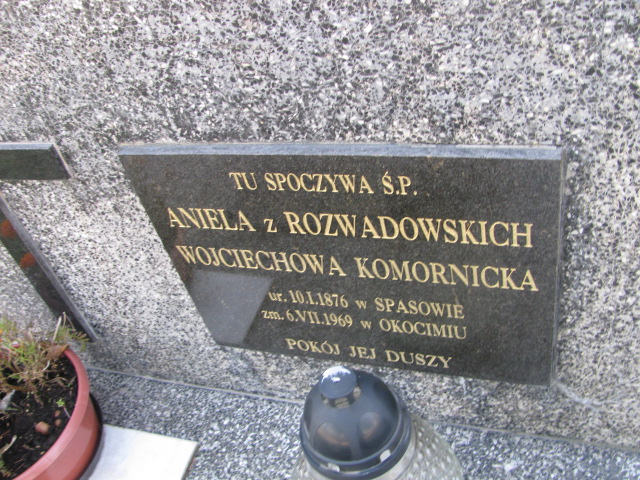 TU SPOCZYWA Ś.P.
ANIELA z ROZWADOWSKICH
WOJCIECHOWA KOMORNICKA
ur. 10.I.1876 w SPASOWIE
zm. 6.VII.1969 w OKOCIMIU
POKÓJ JEJ DUSZY